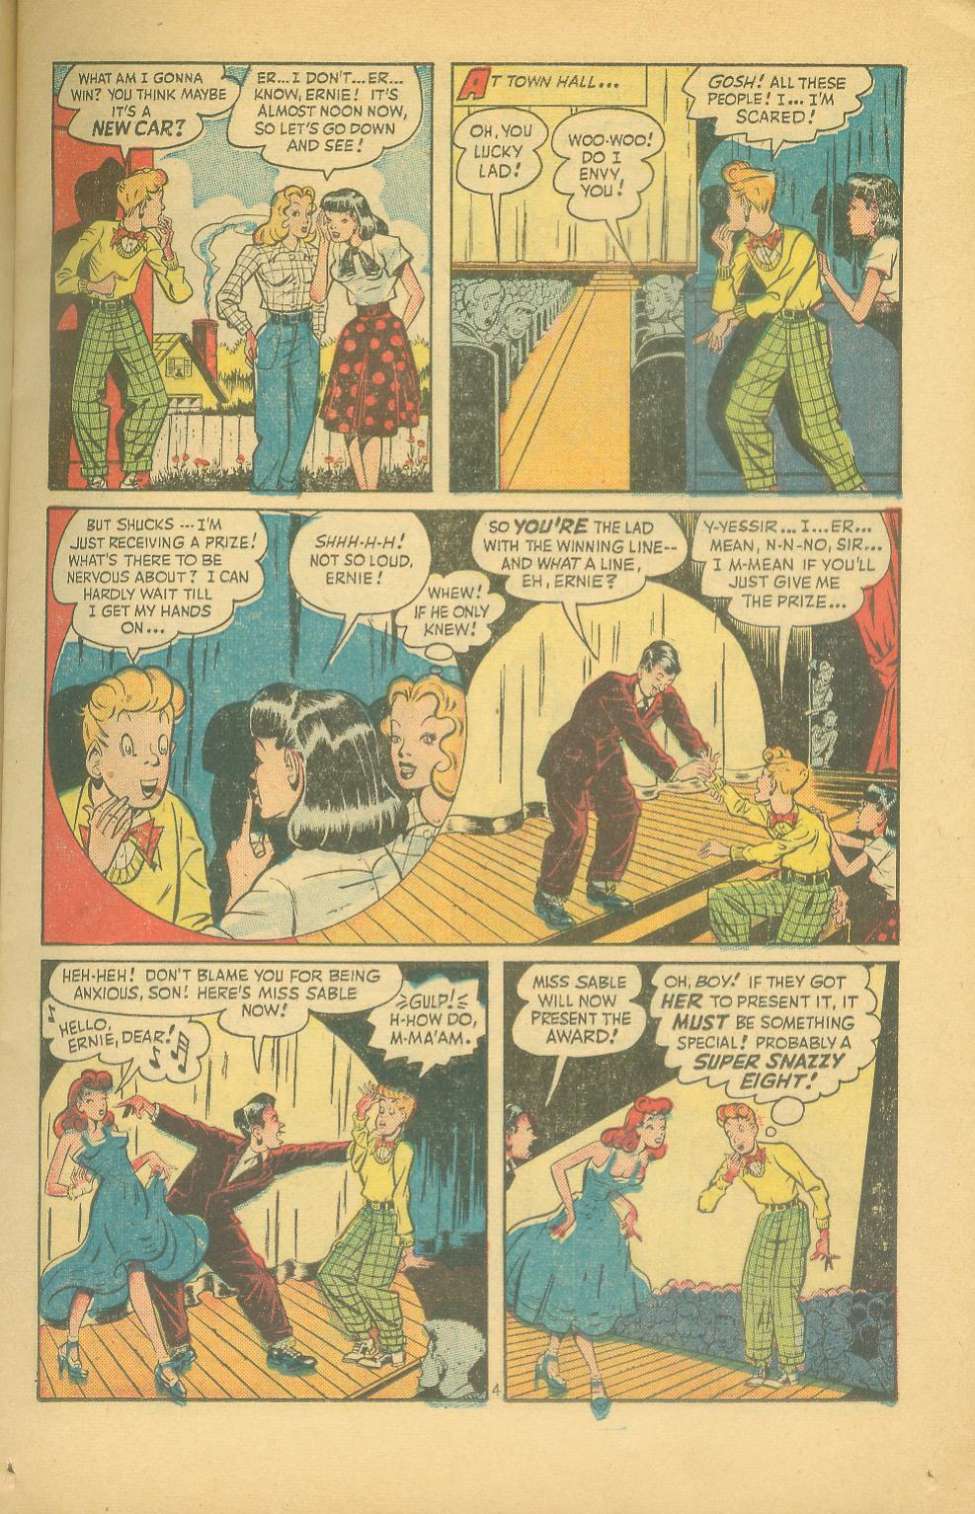 WHAT AM I GONNA
WIN? YOU THINK MAYBE
IT'S A
NEW CAR?
ER...I DON'T...ER...
KNOW, ERNIE! IT'S
ALMOST NOON NOW,
SO LET'S GO DOWN
AND SEE!
AT TOWN HALL...
OH, YOU
LUCKY
LAD!
WOO-WOO!
DO I
ENVY
YOU!
GOSH! ALL THESE
PEOPLE! I... I'M
SCARED!
BUT SHUCKS ... I'M
JUST RECEIVING A PRIZE!
WHAT'S THERE TO BE
NERVOUS ABOUT? I CAN
HARDLY WAIT TILL
I GET MY HANDS
ON...
SHHH-H-H!
NOT SO LOUD,
ERNIE!
WHEW!
IF HE ONLY
KNEW!
SO YOU'RE THE LAD
WITH THE WINNING LINE--
AND WHAT A LINE,
EH, ERNIE?
Y-YESSIR... I...ER...
MEAN, N-N-NO, SIR...
I M-MEAN IF YOU'LL
JUST GIVE ME
THE PRIZE...
HEH-HEH! DON'T BLAME YOU FOR BEING
ANXIOUS, SON! HERE'S MISS SABLE
NOW!
HELLO,
ERNIE, DEAR!
GULP!
H-HOW DO,
M-MA'AM.
MISS SABLE
WILL NOW
PRESENT THE
AWARD!
OH, BOY! IF THEY GOT
HER TO PRESENT IT, IT
MUST BE SOMETHING
SPECIAL! PROBABLY A
SUPER SNAZZY
EIGHT!
4